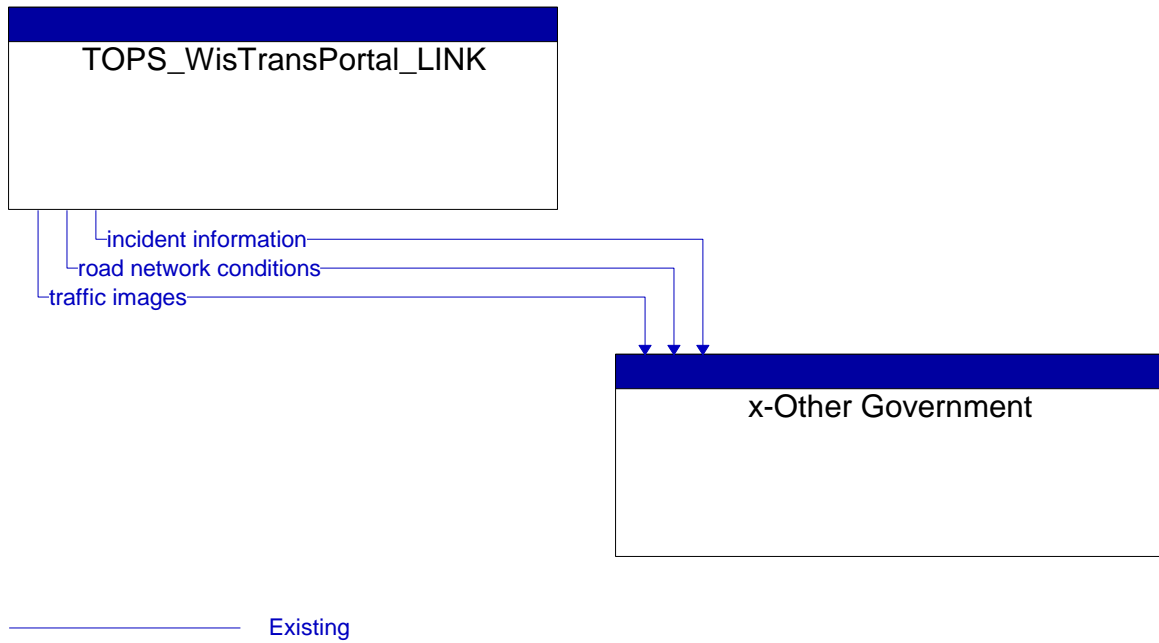 TOPS_WisTransPortal_LINK
incident information
road network conditions
traffic images
x-Other Government
Existing